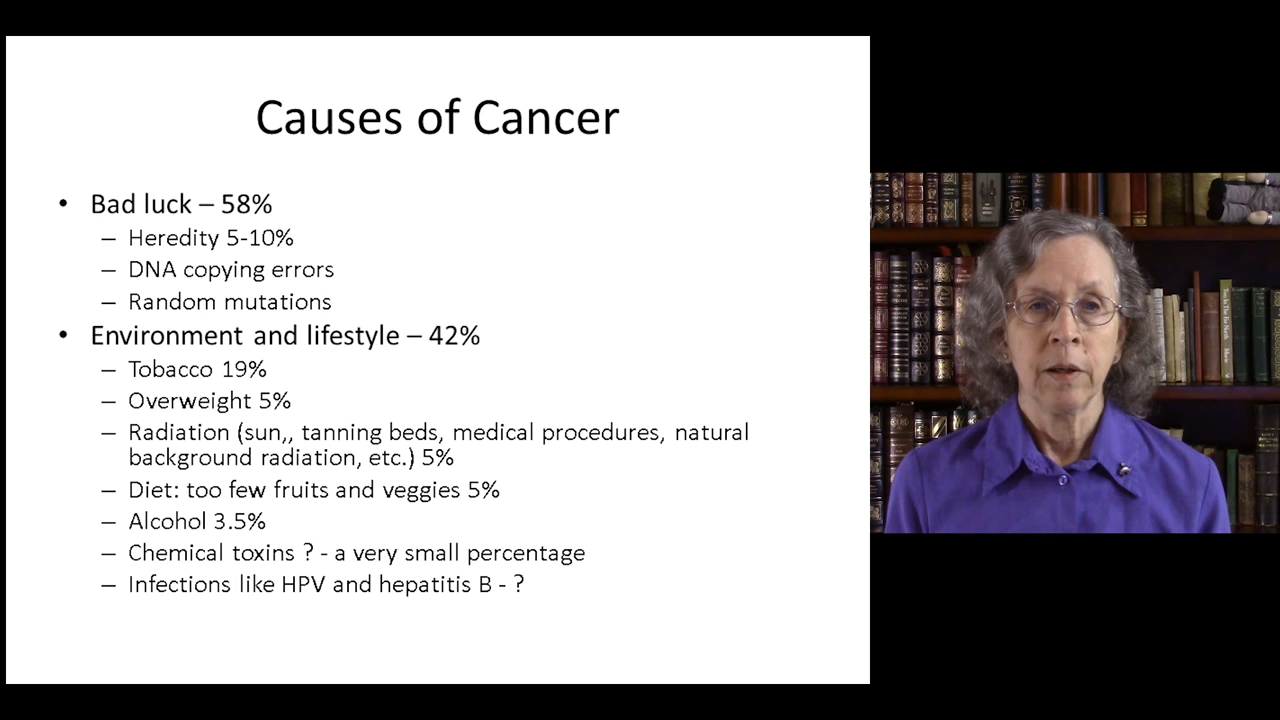 Causes of Cancer
• Bad luck – 58%
– Heredity 5-10%
– DNA copying errors
– Random mutations
• Environment and lifestyle – 42%
– Tobacco 19%
– Overweight 5%
– Radiation (sun,, tanning beds, medical procedures, natural
background radiation, etc.) 5%
– Diet: too few fruits and veggies 5%
– Alcohol 3.5%
– Chemical toxins ? - a very small percentage
– Infections like HPV and hepatitis B - ?